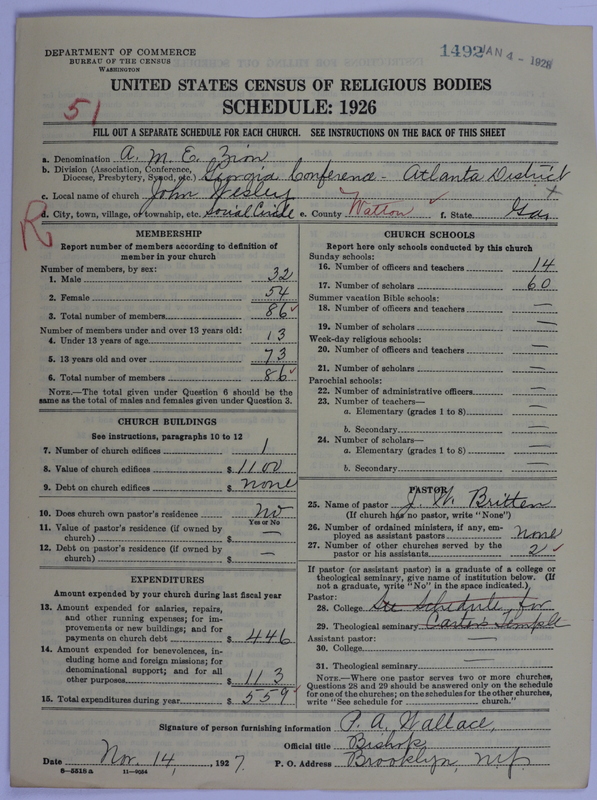 DEPARTMENT OF COMMERCE
BUREAU OF THE CENSUS
WASHINGTON
1492 JAN 4 - 1928
UNITED STATES CENSUS OF RELIGIOUS BODIES
SCHEDULE: 1926
51
FILL OUT A SEPARATE SCHEDULE FOR EACH CHURCH. SEE INSTRUCTIONS ON THE BACK OF THIS SHEET
a. Denomination A. M. E. Zion
b. Division (Association, Conference, Diocese, Presbytery, Synod, etc.) Georgia Conference - Atlanta District
c. Local name of church John Wesley x
d. City, town, village, or township, etc. Social Circle e. County Walton f. State Ga,
R
MEMBERSHIP
Report number of members according to definition of
member in your church
Number of members, by sex:
1. Male 32
2. Female 54
3. Total number of members 86
Number of members under and over 13 years old:
4. Under 13 years of age 13
5. 13 years old and over 73
6. Total number of members 86
NOTE.—The total given under Question 6 should be
same as the total of males and females given under Question 3.
CHURCH BUILDINGS
See instructions, paragraphs 10 to 12
7. Number of church edifices 1
8. Value of church edifices $ 1100
9. Debt on church edifices $ none
10. Does church own pastor's residence no
Yes or No
11. Value of pastor's residence (if owned by
church) $ —
12. Debt on pastor's residence (if owned by
church) $ —
EXPENDITURES
Amount expended by your church during last fiscal year
13. Amount expended for salaries, repairs,
and other running expenses; for im-
provements or new buildings; and for
payments on church debt $ 446
14. Amount expended for benevolences, in-
cluding home and foreign missions; for
denominational support; and for all
other purposes $ 113
15. Total expenditures during year $ 559
CHURCH SCHOOLS
Report here only schools conducted by this church
Sunday schools:
16. Number of officers and teachers 14
17. Number of scholars 60
Summer vacation Bible schools:
18. Number of officers and teachers —
19. Number of scholars —
Week-day religious schools:
20. Number of officers and teachers —
21. Number of scholars —
Parochial schools:
22. Number of administrative officers —
23. Number of teachers—
a. Elementary (grades 1 to 8) —
b. Secondary —
24. Number of scholars—
a. Elementary (grades 1 to 8) —
b. Secondary —
PASTOR
25. Name of pastor J. W. Britten
(If church has no pastor, write "None")
26. Number of ordained ministers, if any, em-
ployed as assistant pastors none
27. Number of other churches served by the
pastor or his assistants 2
If pastor (or assistant pastor) is a graduate of a college or
theological seminary, give name of institution below. (If
not a graduate, write "No" in the space indicated.)
Pastor:
28. College See Schedule for
29. Theological seminary Carters Temple
Assistant pastor:
30. College
31. Theological seminary
NOTE.—Where one pastor serves two or more churches,
Questions 28 and 29 should be answered only on the schedule
for one of the churches; on the schedules for the other churches,
write "See schedule for church."
Signature of person furnishing information P. A. Wallace,
Official title Bishop,
Date Nov. 14, 1927. P. O. Address Brooklyn, N.Y.
8—5518 a 11—9054